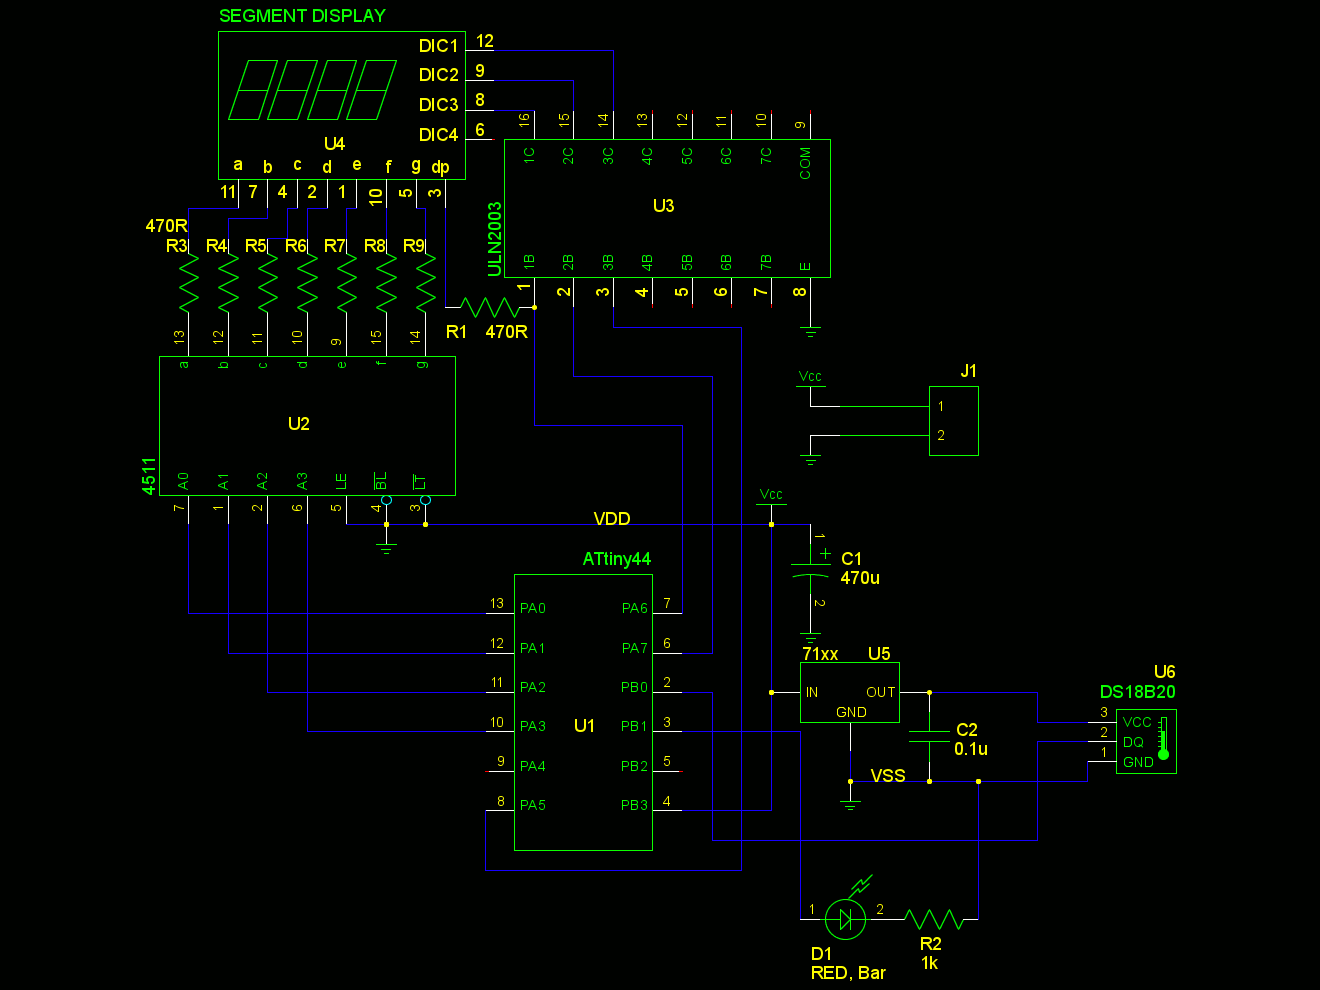 SEGMENT DISPLAY
DIC1 12
DIC2 9
DIC3 8
DIC4 6
U4
a b c d e f g dp
11 7 4 2 1 10 5 3
16 15 14 13 12 11 10 9
1C 2C 3C 4C 5C 6C 7C COM
U3
ULN2003
1B 2B 3B 4B 5B 6B 7B E
1 2 3 4 5 6 7 8
470R
R3 R4 R5 R6 R7 R8 R9
R1 470R
13 12 11 10 9 15 14
a b c d e f g
U2
4511
A0 A1 A2 A3 LE BL LT
7 1 2 6 5 4 3
Vcc
J1
1
2
Vcc
VDD
1
+
C1
470u
2
ATtiny44
13 PA0 PA6 7
12 PA1 PA7 6
11 PA2 PB0 2
10 PA3 U1 PB1 3
9 PA4 PB2 5
8 PA5 PB3 4
71xx U5
IN OUT
GND
C2
0.1u
VSS
U6
DS18B20
3 VCC
2 DQ
1 GND
1 2
D1
RED, Bar
R2
1k